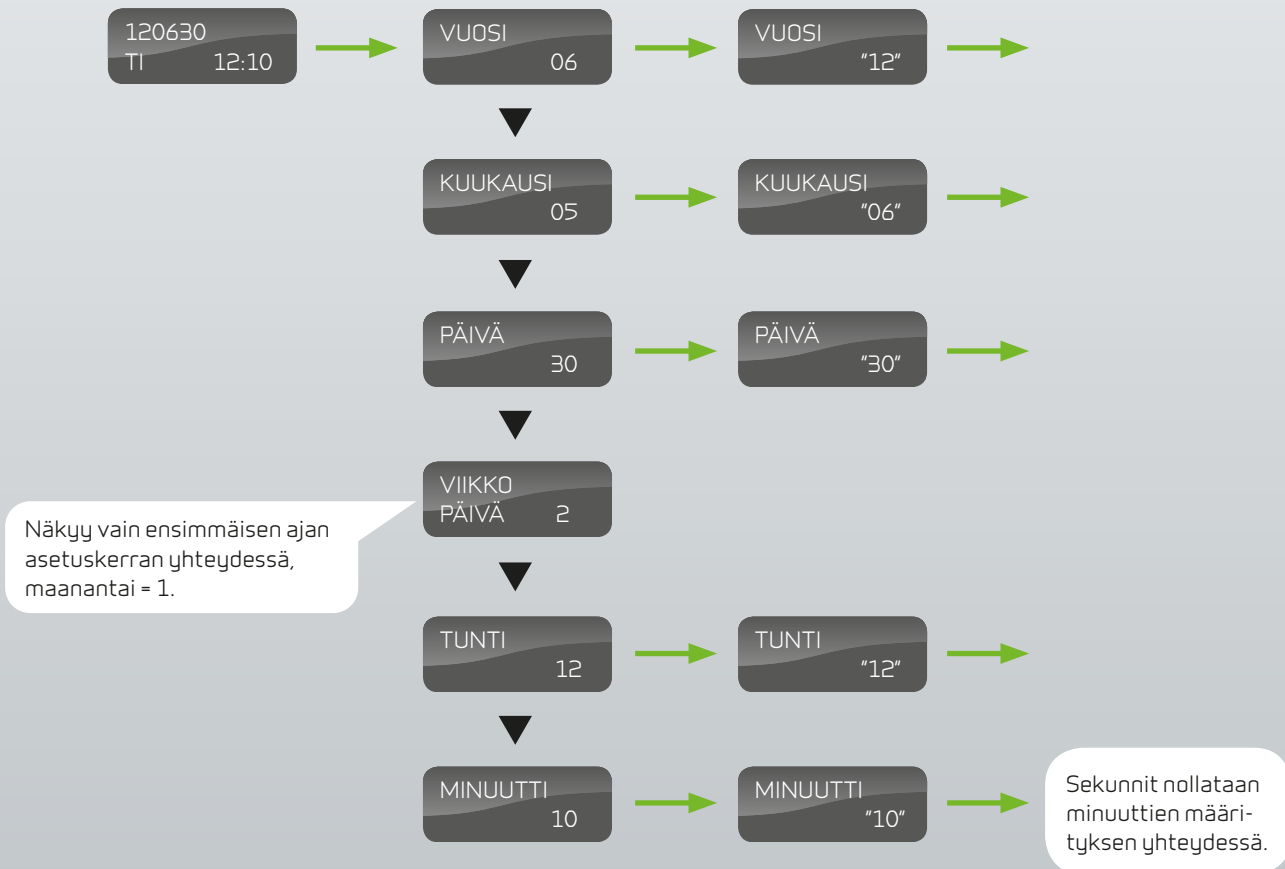 120630
TI 12:10
VUOSI
06
VUOSI
"12"
KUUKAUSI
05
KUUKAUSI
"06"
PÄIVÄ
30
PÄIVÄ
"30"
VIIKKO
PÄIVÄ 2
Näkyy vain ensimmäisen ajan
asetuskerran yhteydessä,
maanantai = 1.
TUNTI
12
TUNTI
"12"
MINUUTTI
10
MINUUTTI
"10"
Sekunnit nollataan
minuuttien määri-
tyksen yhteydessä.